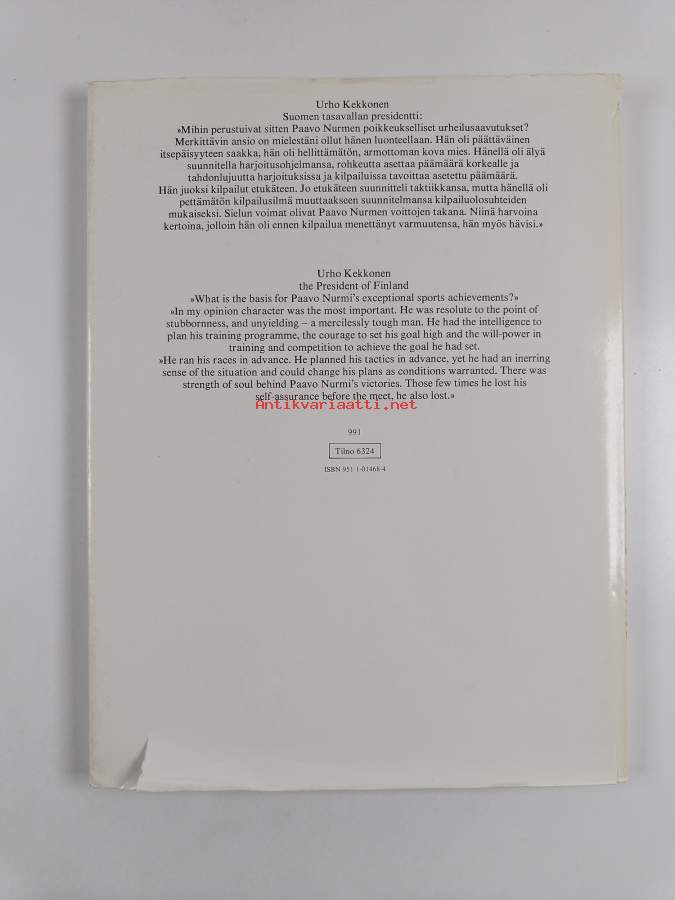 Urho Kekkonen
Suomen tasavallan presidentti:
»Mihin perustuivat sitten Paavo Nurmen poikkeukselliset urheilusaavutukset?
Merkittävin ansio on mielestäni ollut hänen luonteellaan. Hän oli päättäväinen
itsepäisyyteen saakka, hän oli hellittämätön, armottoman kova mies. Hänellä oli älyä
suunnitella harjoitusohjelmansa, rohkeutta asettaa päämäärä korkealle ja
tahdonlujuutta harjoituksissa ja kilpailuissa tavoittaa asetettu päämäärä.
Hän juoksi kilpailut etukäteen. Jo etukäteen suunnitteli taktiikkansa, mutta hänellä oli
pettämätön kilpailusilmä muuttaakseen suunnitelmansa kilpailuolosuhteiden
mukaiseksi. Sielun voimat olivat Paavo Nurmen voittojen takana. Niinä harvoina
kertoina, jolloin hän oli ennen kilpailua menettänyt varmuutensa, hän myös hävisi.»
Urho Kekkonen
the President of Finland
»What is the basis for Paavo Nurmi's exceptional sports achievements?»
»In my opinion character was the most important. He was resolute to the point of
stubbornness, and unyielding – a mercilessly tough man. He had the intelligence to
plan his training programme, the courage to set his goal high and the will-power in
training and competition to achieve the goal he had set.
»He ran his races in advance. He planned his tactics in advance, yet he had an inerring
sense of the situation and could change his plans as conditions warranted. There was
strength of soul behind Paavo Nurmi's victories. Those few times he lost his
self-assurance before the meet, he also lost.»
Antikvariaatti.net
991
Tilno 6324
ISBN 951-1-01468-4